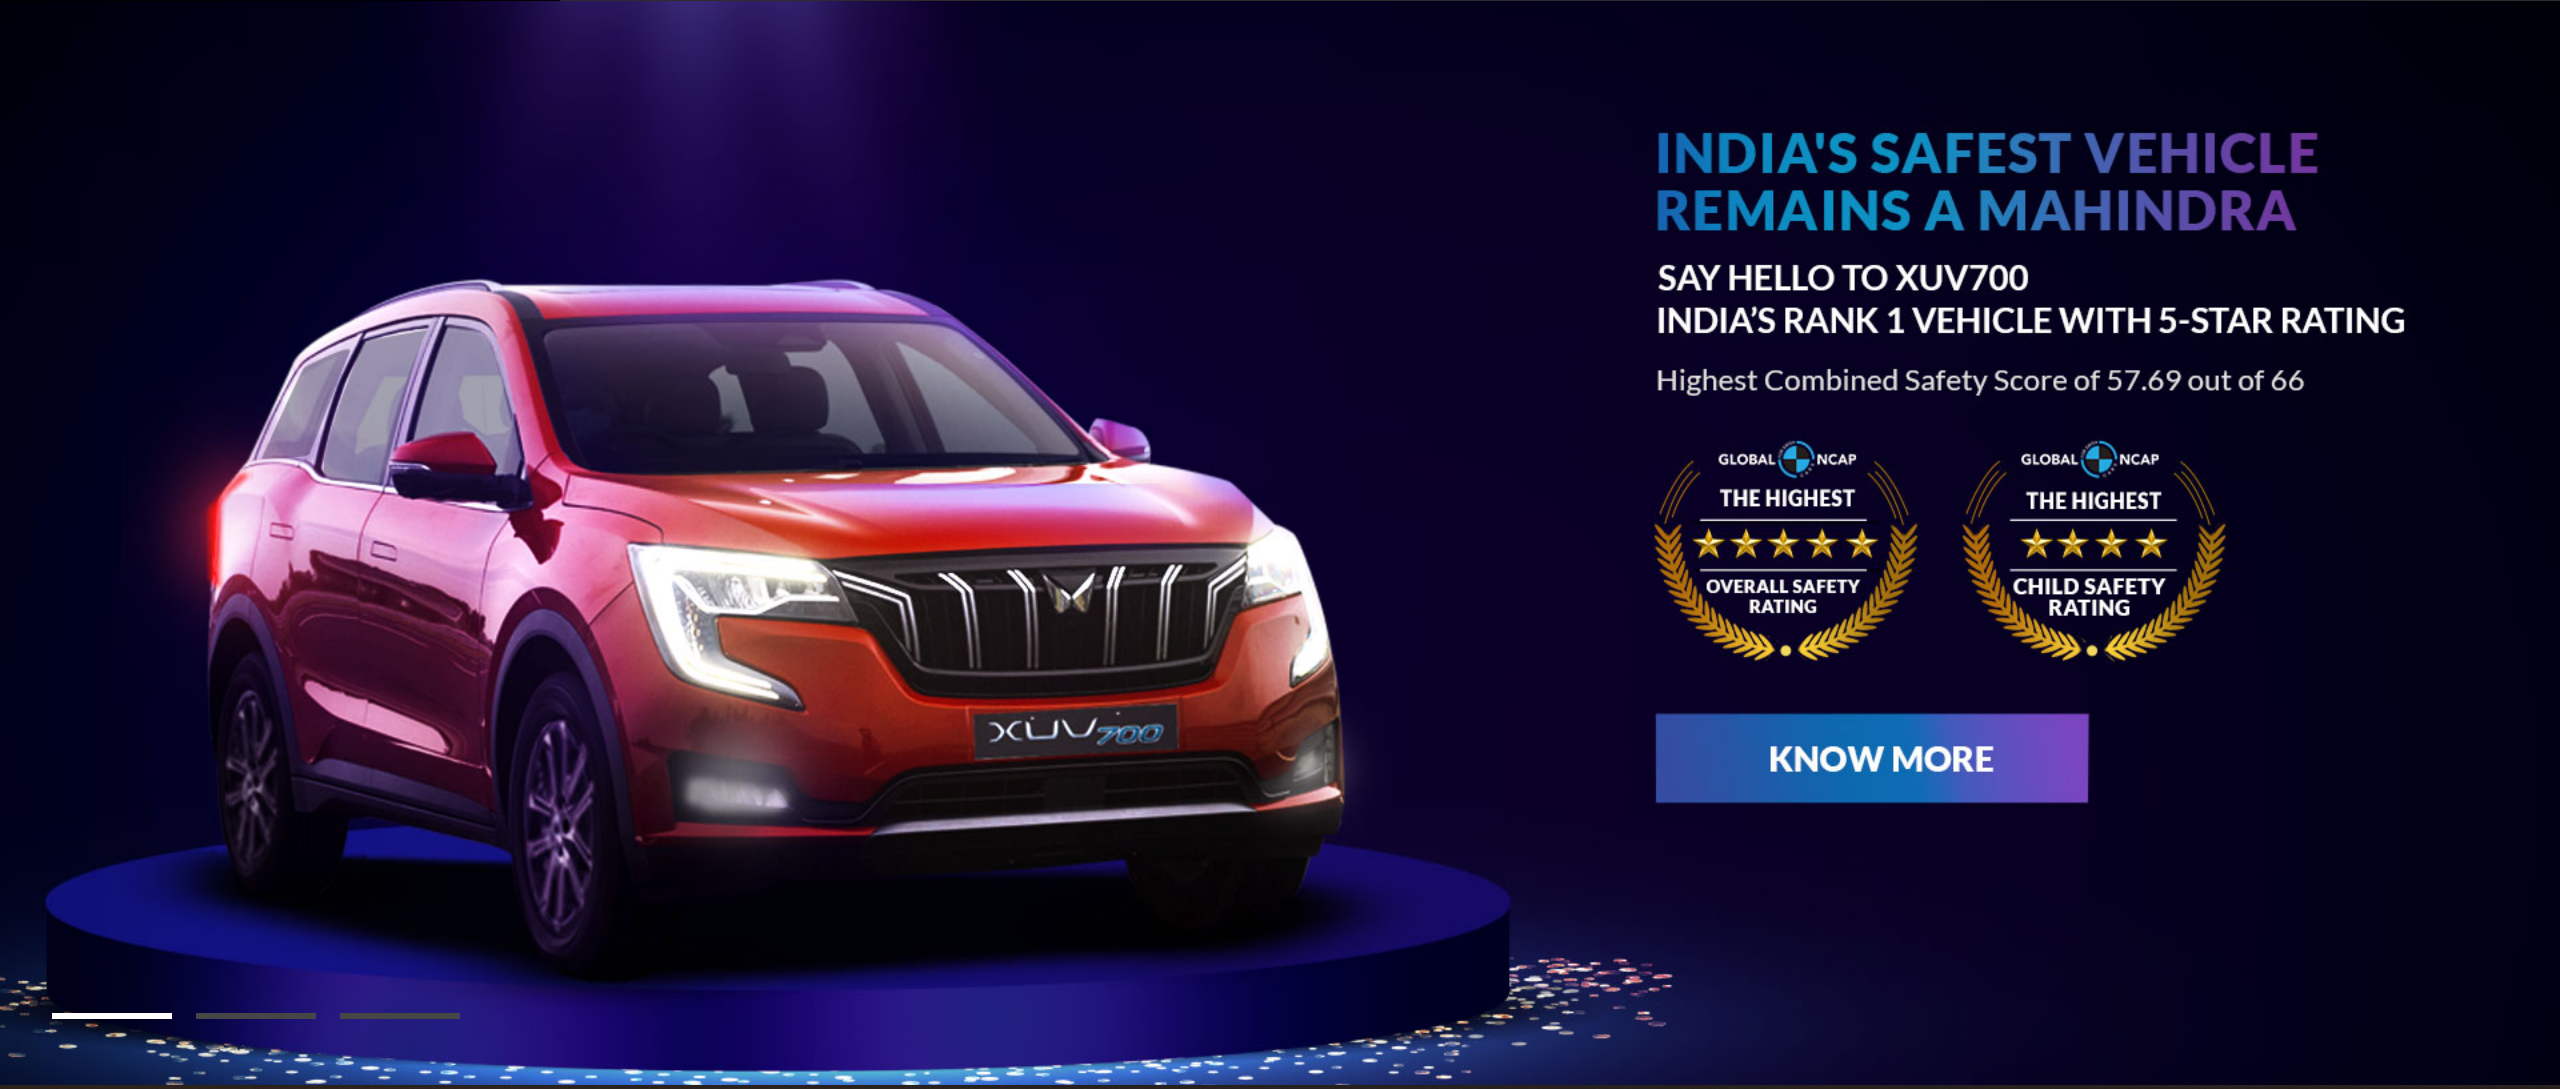 INDIA'S SAFEST VEHICLE
REMAINS A MAHINDRA
SAY HELLO TO XUV700
INDIA’S RANK 1 VEHICLE WITH 5-STAR RATING
Highest Combined Safety Score of 57.69 out of 66
GLOBAL NCAP
THE HIGHEST
OVERALL SAFETY
RATING
GLOBAL NCAP
THE HIGHEST
CHILD SAFETY
RATING
XUV700
KNOW MORE